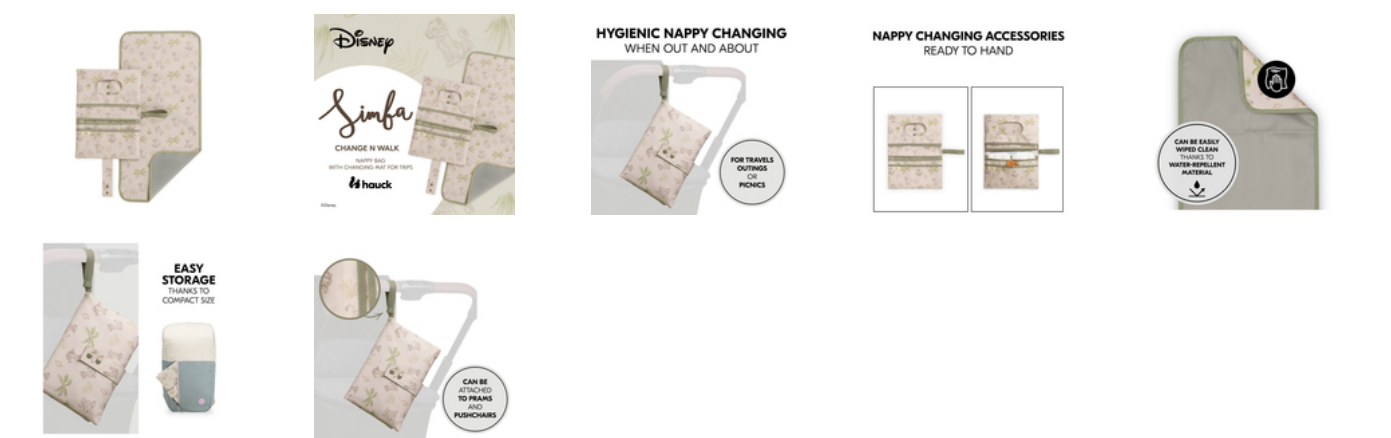 Disney
Simba
CHANGE N WALK
NAPPY BAG
WITH CHANGING MAT FOR TRIPS
hauck
©Disney
HYGIENIC NAPPY CHANGING
WHEN OUT AND ABOUT
FOR TRAVELS
OUTINGS
OR
PICNICS
NAPPY CHANGING ACCESSORIES
READY TO HAND
CAN BE EASILY
WIPED CLEAN
THANKS TO
WATER-REPELLENT
MATERIAL
EASY
STORAGE
THANKS TO
COMPACT SIZE
CAN BE
ATTACHED
TO PRAMS
AND
PUSHCHAIRS